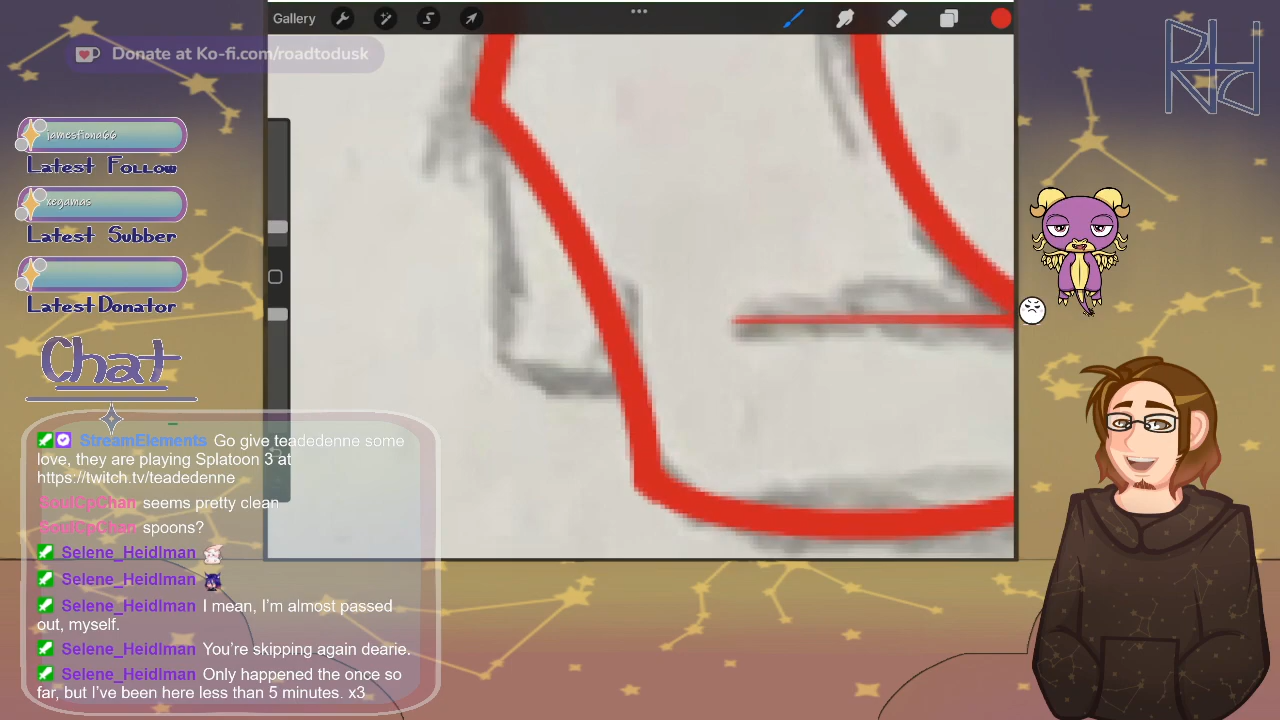 Gallery
Donate at Ko-fi.com/roadtodusk
jamesfiona66
Latest Follow
xegamas
Latest Subber
Latest Donator
Chat
StreamElements Go give teadedenne some
love, they are playing Splatoon 3 at
https://twitch.tv/teadedenne
SoulCpChan seems pretty clean
SoulCpChan spoons?
Selene_Heidlman
Selene_Heidlman
Selene_Heidlman I mean, I'm almost passed
out, myself.
Selene_Heidlman You're skipping again dearie.
Selene_Heidlman Only happened the once so
far, but I've been here less than 5 minutes. x3